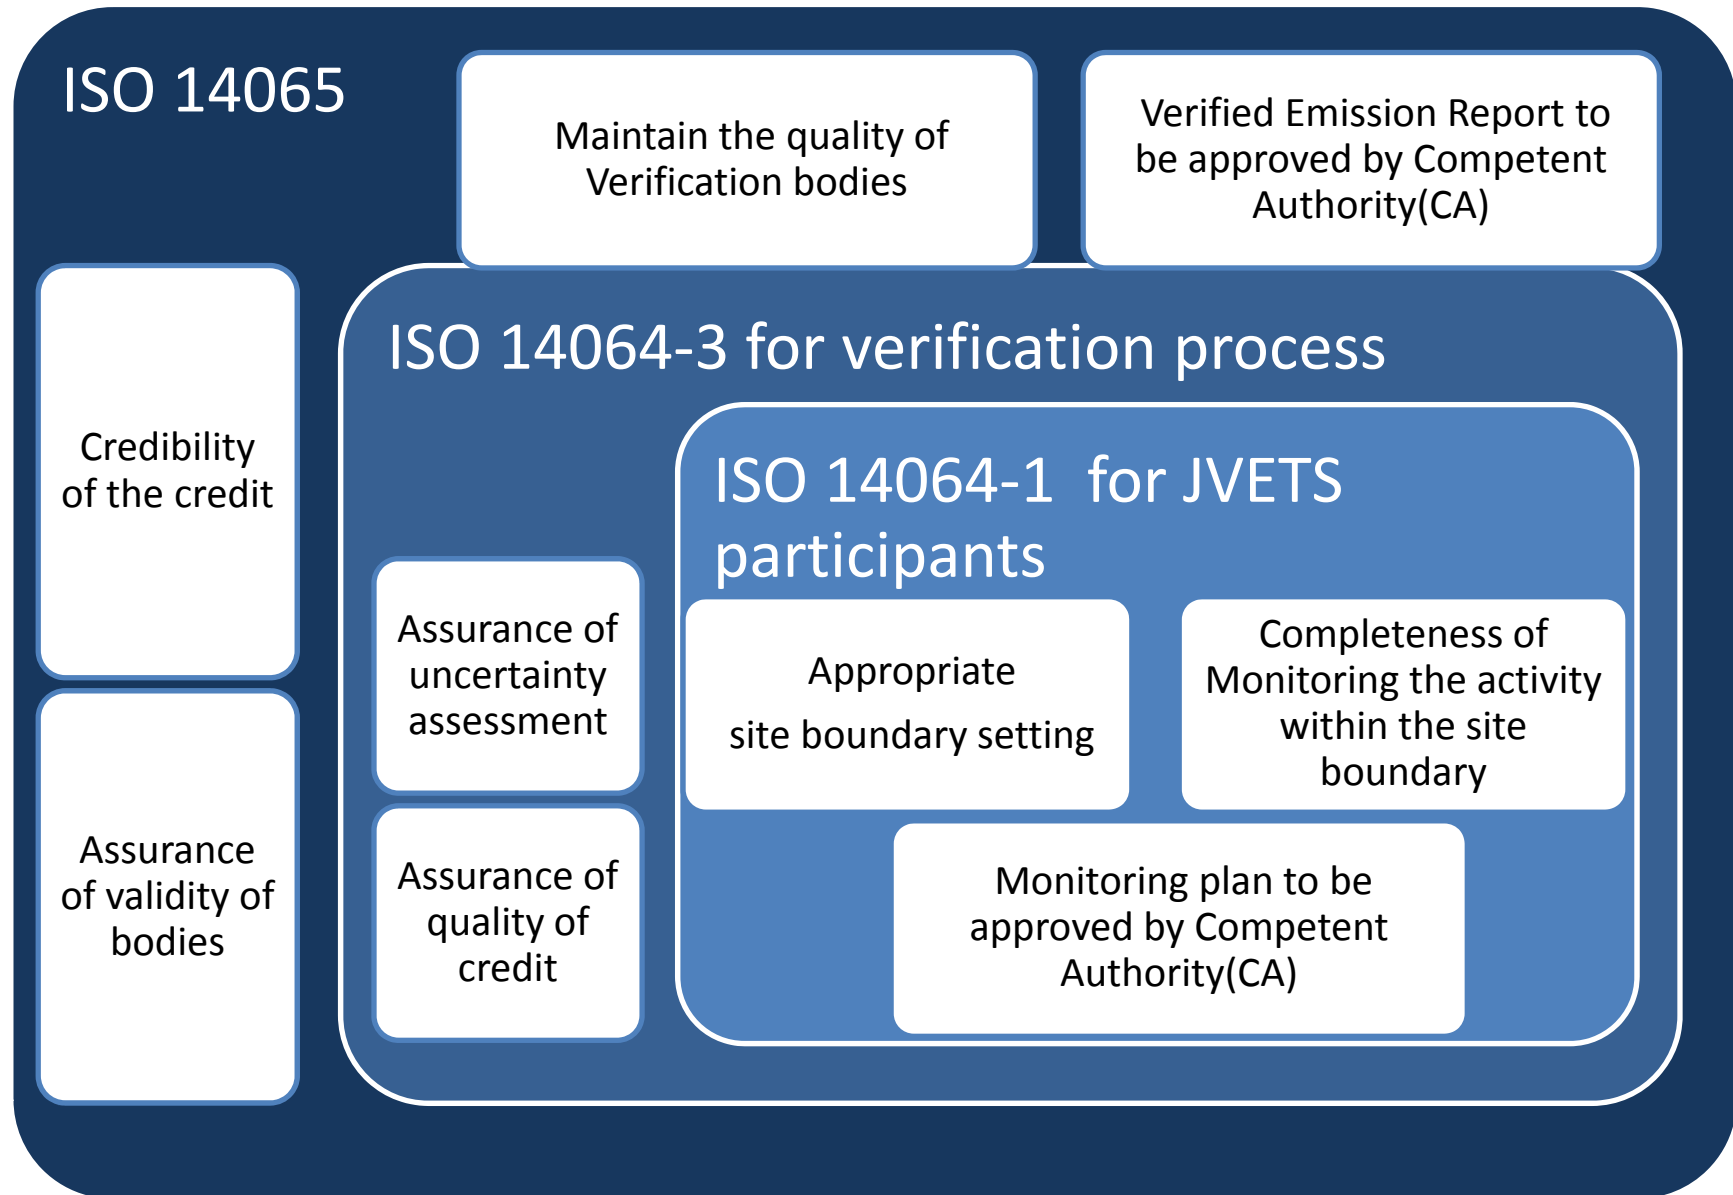 ISO 14065
Maintain the quality of
Verification bodies
Verified Emission Report to
be approved by Competent
Authority(CA)
Credibility
of the credit
Assurance
of validity of
bodies
ISO 14064-3 for verification process
Assurance of
uncertainty
assessment
Assurance of
quality of
credit
ISO 14064-1 for JVETS
participants
Appropriate
site boundary setting
Completeness of
Monitoring the activity
within the site
boundary
Monitoring plan to be
approved by Competent
Authority(CA)